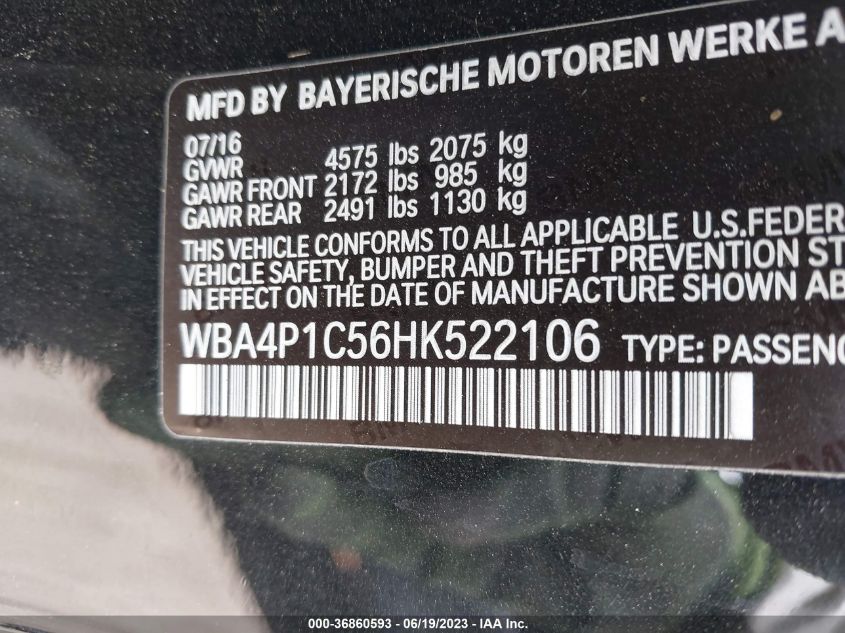 MFD BY BAYERISCHE MOTOREN WERKE A
07/16
GVWR 4575 lbs 2075 kg
GAWR FRONT 2172 lbs 985 kg
GAWR REAR 2491 lbs 1130 kg
THIS VEHICLE CONFORMS TO ALL APPLICABLE U.S.FEDER
VEHICLE SAFETY, BUMPER AND THEFT PREVENTION ST
IN EFFECT ON THE DATE OF MANUFACTURE SHOWN AB
WBA4P1C56HK522106 TYPE: PASSENG
000-36860593 - 06/19/2023 - IAA Inc.